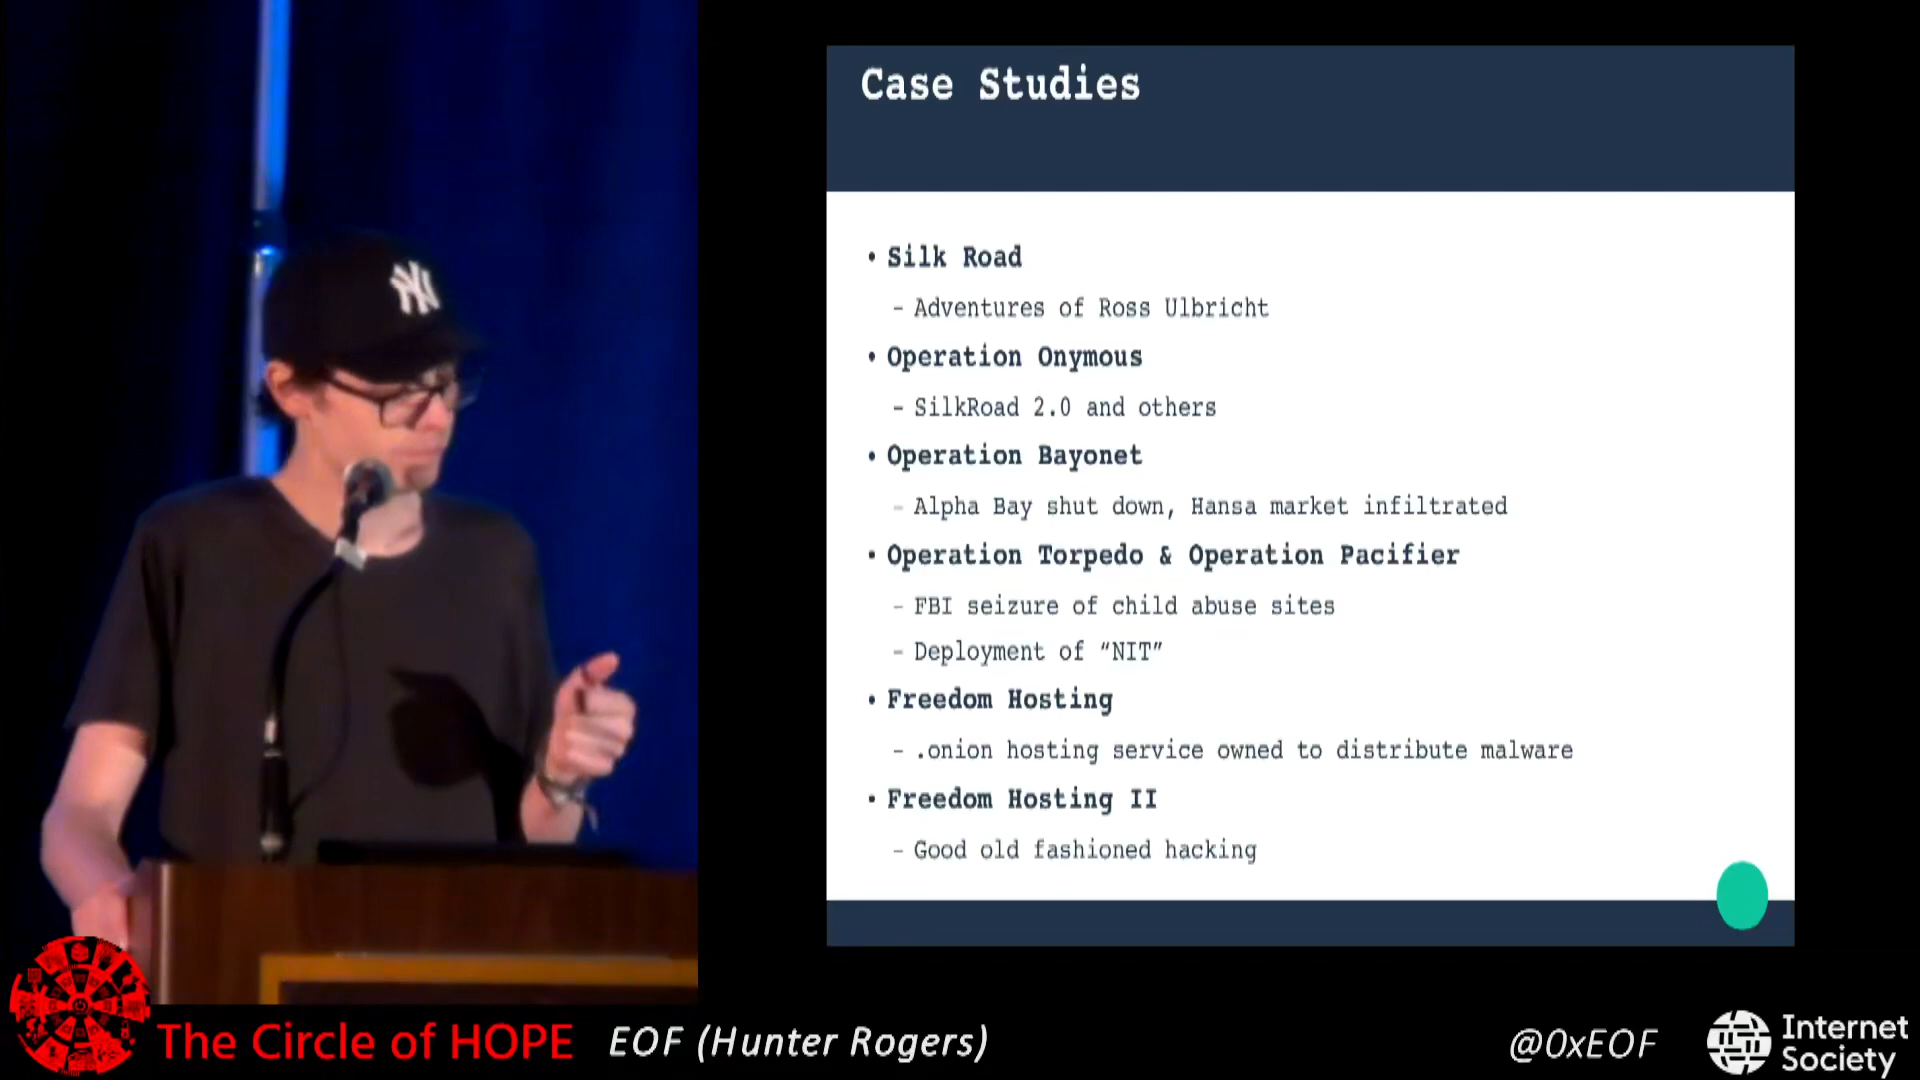 Case Studies
• Silk Road
– Adventures of Ross Ulbricht
• Operation Onymous
– SilkRoad 2.0 and others
• Operation Bayonet
– Alpha Bay shut down, Hansa market infiltrated
• Operation Torpedo & Operation Pacifier
– FBI seizure of child abuse sites
– Deployment of “NIT”
• Freedom Hosting
– .onion hosting service owned to distribute malware
• Freedom Hosting II
– Good old fashioned hacking
NY
The Circle of HOPE
EOF (Hunter Rogers)
@0xEOF
Internet
Society